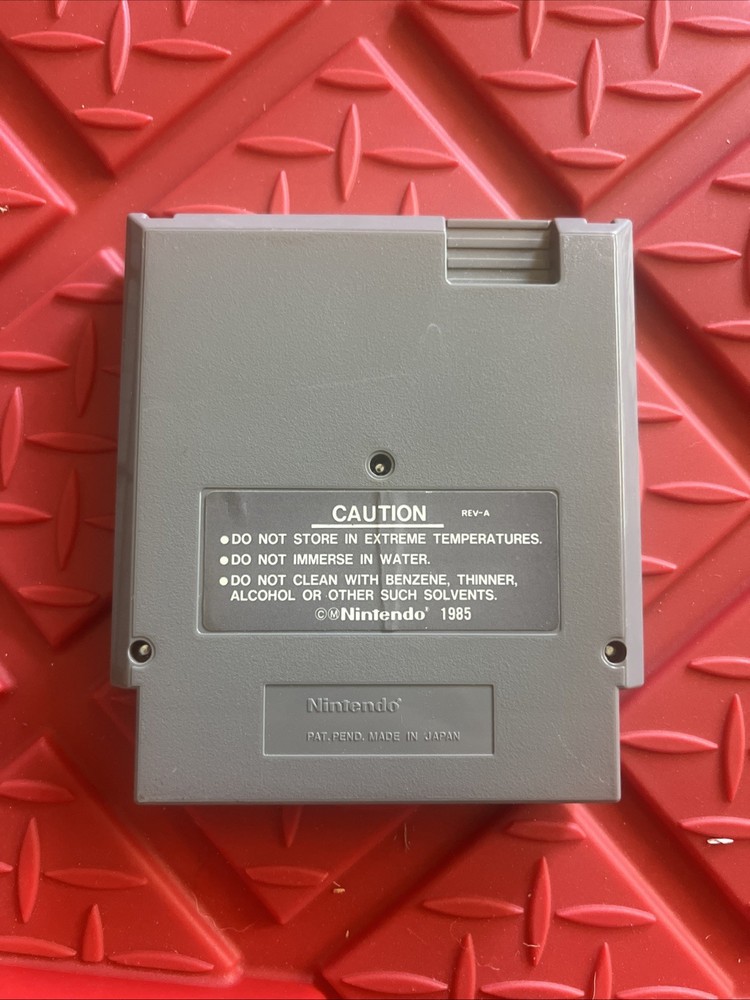 CAUTION REV-A
●DO NOT STORE IN EXTREME TEMPERATURES.
●DO NOT IMMERSE IN WATER.
●DO NOT CLEAN WITH BENZENE, THINNER,
ALCOHOL OR OTHER SUCH SOLVENTS.
©ⓂNintendo® 1985
Nintendo®
PAT. PEND. MADE IN JAPAN